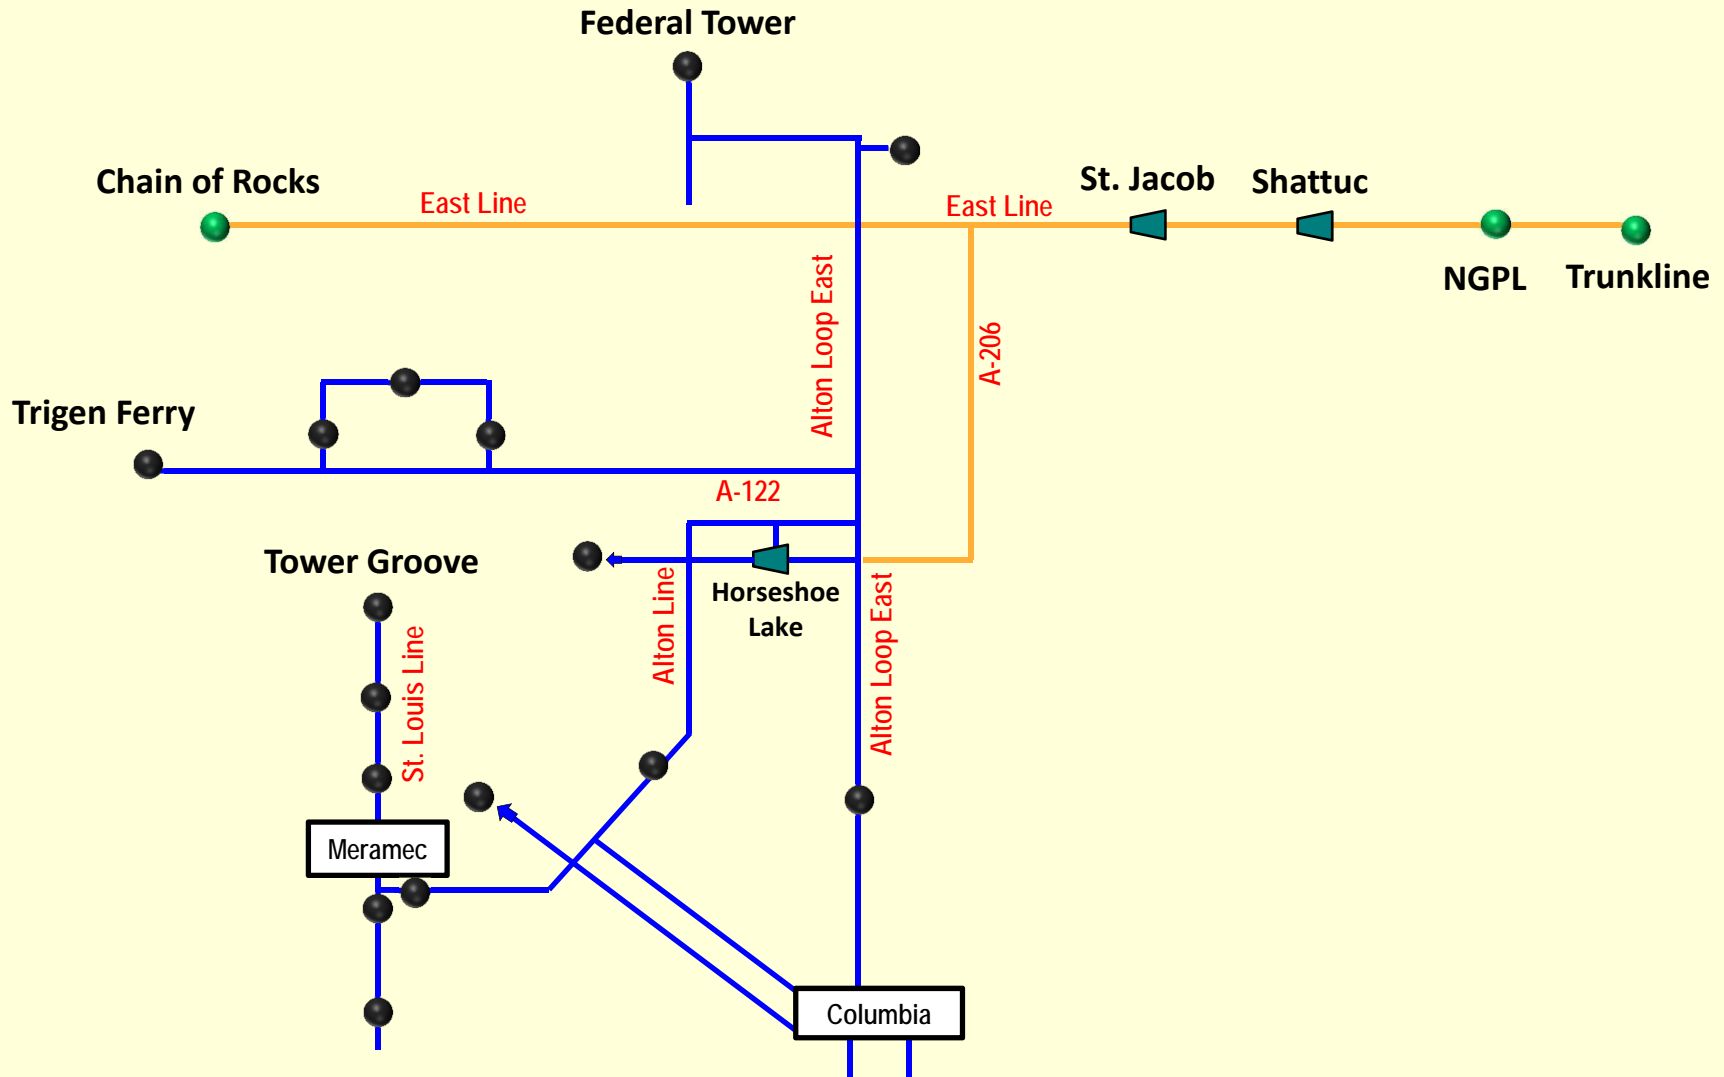 Federal Tower
Chain of Rocks
East Line
East Line
St. Jacob
Shattuc
NGPL
Trunkline
Alton Loop East
A-206
Trigen Ferry
A-122
Tower Groove
Horseshoe
Lake
Alton Line
Alton Loop East
St. Louis Line
Meramec
Columbia